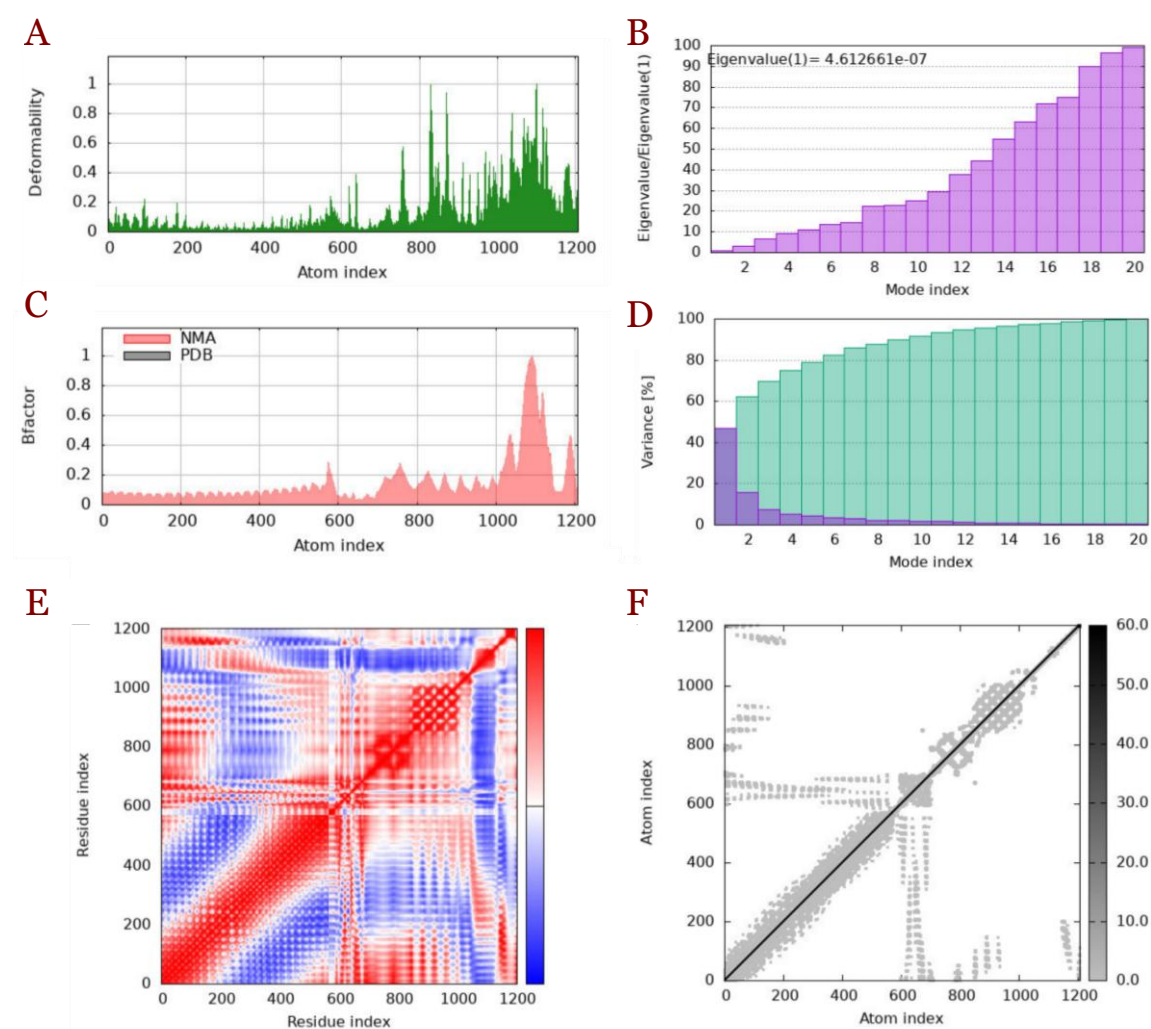 A
Deformability
1
0.8
0.6
0.4
0.2
0
0 200 400 600 800 1000 1200
Atom index
B
Eigenvalue/Eigenvalue(1)
Eigenvalue(1)= 4.612661e-07
100
90
80
70
60
50
40
30
20
10
0
2 4 6 8 10 12 14 16 18 20
Mode index
C
Bfactor
NMA
PDB
1
0.8
0.6
0.4
0.2
0
0 200 400 600 800 1000 1200
Atom index
D
Variance [%]
100
80
60
40
20
0
2 4 6 8 10 12 14 16 18 20
Mode index
E
Residue index
1200
1000
800
600
400
200
0
0 200 400 600 800 1000 1200
Residue index
F
Atom index
1200
1000
800
600
400
200
0
0 200 400 600 800 1000 1200
Atom index
60.0
50.0
40.0
30.0
20.0
10.0
0.0